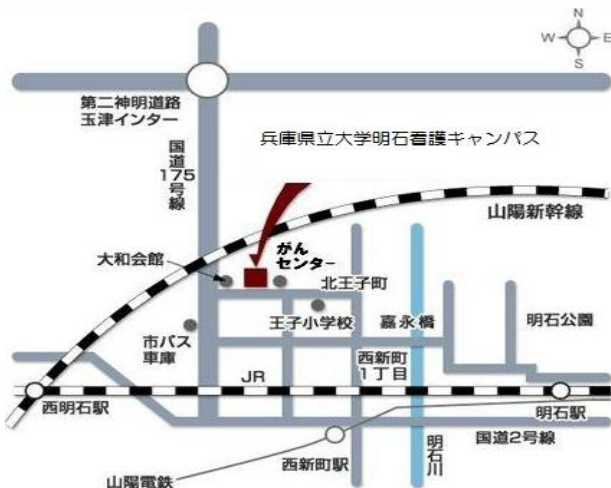 N
W E
S
第二神明道路
玉津インター
兵庫県立大学明石看護キャンパス
国道175号線
山陽新幹線
がん
センター
大和会館
北王子町
王子小学校
嘉永橋
明石公園
市バス
車庫
西新町
1丁目
JR
西明石駅
明石駅
国道2号線
明石川
西新町駅
山陽電鉄